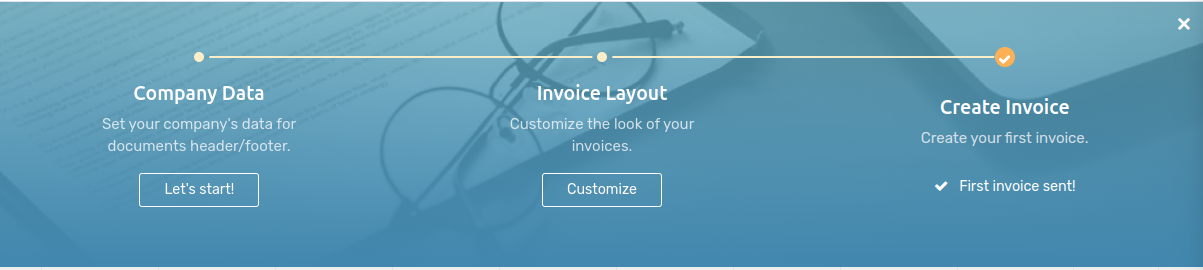 Company Data
Set your company's data for
documents header/footer.
Let's start!
Invoice Layout
Customize the look of your
invoices.
Customize
Create Invoice
Create your first invoice.
First invoice sent!